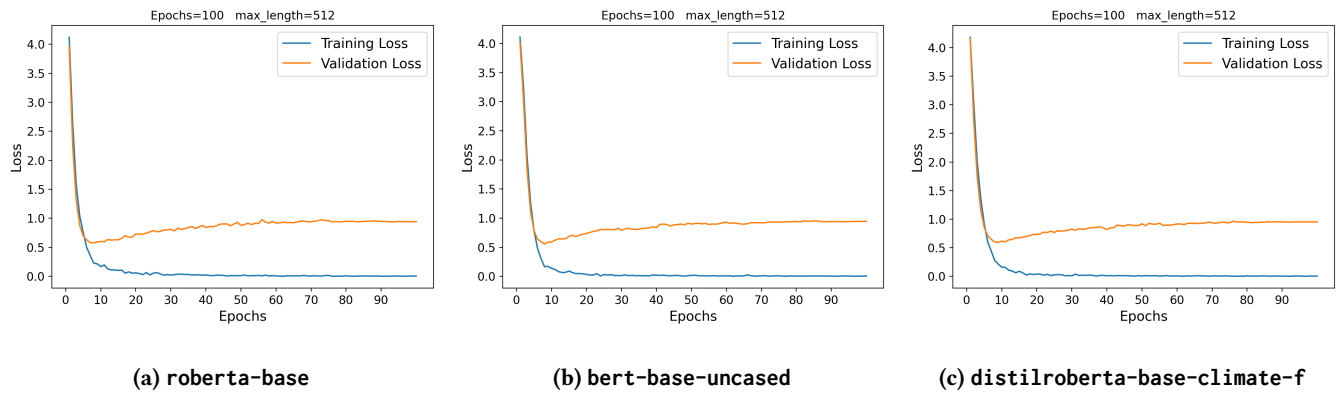 Epochs=100 max_length=512
Training Loss
Validation Loss
4.0
3.5
3.0
2.5
2.0
1.5
1.0
0.5
0.0
Loss
0 10 20 30 40 50 60 70 80 90
Epochs
(a) roberta-base
Epochs=100 max_length=512
Training Loss
Validation Loss
4.0
3.5
3.0
2.5
2.0
1.5
1.0
0.5
0.0
Loss
0 10 20 30 40 50 60 70 80 90
Epochs
(b) bert-base-uncased
Epochs=100 max_length=512
Training Loss
Validation Loss
4.0
3.5
3.0
2.5
2.0
1.5
1.0
0.5
0.0
Loss
0 10 20 30 40 50 60 70 80 90
Epochs
(c) distilroberta-base-climate-f